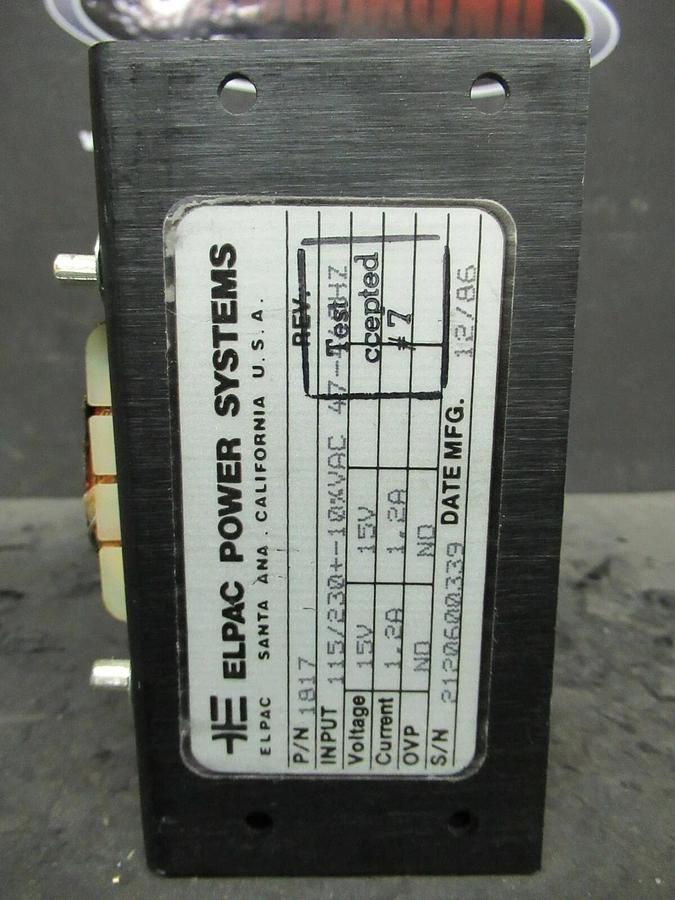 ELPAC POWER SYSTEMS
ELPAC SANTA ANA . CALIFORNIA U.S.A.
P/N 1817 REV.
INPUT 115/230+-10%VAC 47- HZ
Voltage 15V 15V
Current 1.2A 1.2A
OVP NO NO
S/N 2120600339 DATE MFG. 12/86
Test
ccepted
#7